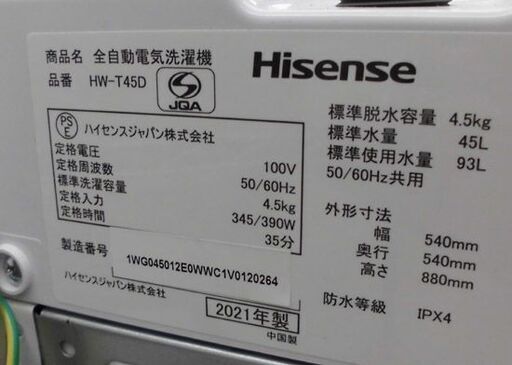 商品名 全自動電気洗濯機
品番 HW-T45D
JQA
Hisense
PS
E
ハイセンスジャパン株式会社
定格電圧 100V
定格周波数 50/60Hz
標準洗濯容量 4.5kg
定格入力 345/390W
定格時間 35分
製造番号 1WG045012E0WWC1V0120264
ハイセンスジャパン株式会社
2021年製
中国製
標準脱水容量 4.5kg
標準水量 45L
標準使用水量 93L
50/60Hz共用
外形寸法
幅 540mm
奥行 540mm
高さ 880mm
防水等級 IPX4